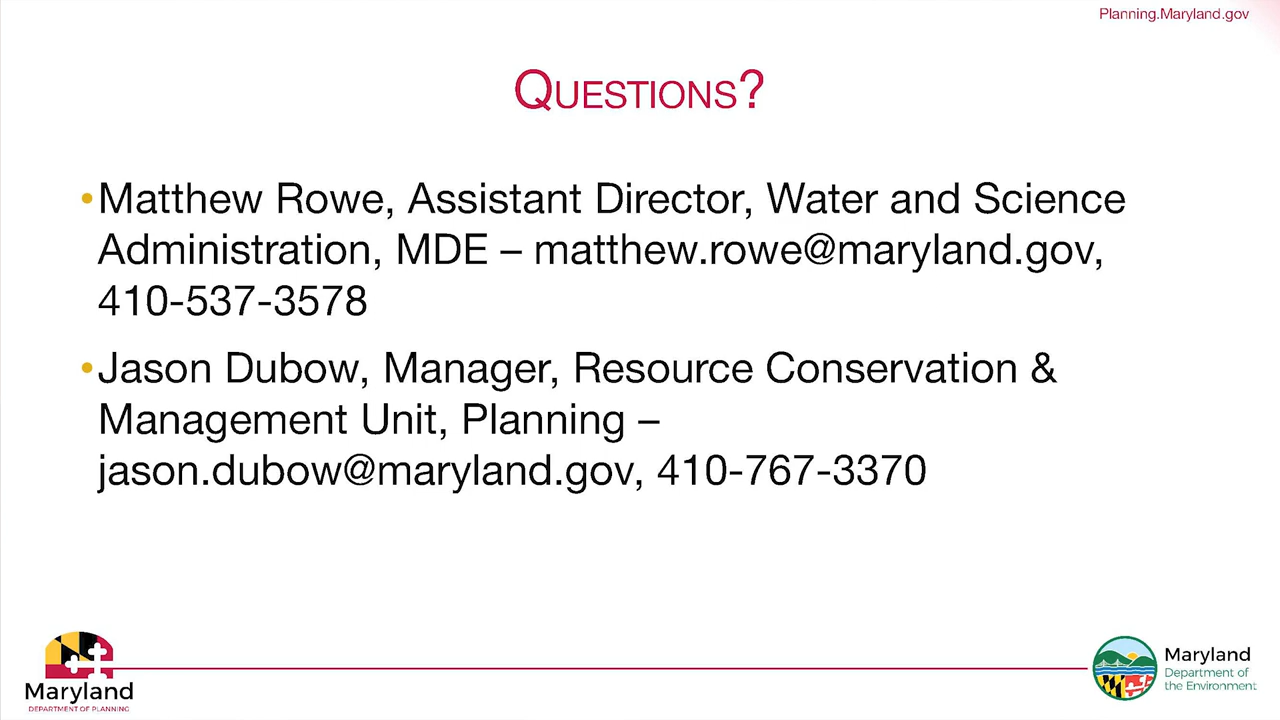 Planning.Maryland.gov
QUESTIONS?
•Matthew Rowe, Assistant Director, Water and Science
Administration, MDE – matthew.rowe@maryland.gov,
410-537-3578
•Jason Dubow, Manager, Resource Conservation &
Management Unit, Planning –
jason.dubow@maryland.gov, 410-767-3370
Maryland
DEPARTMENT OF PLANNING
Maryland
Department of
the Environment